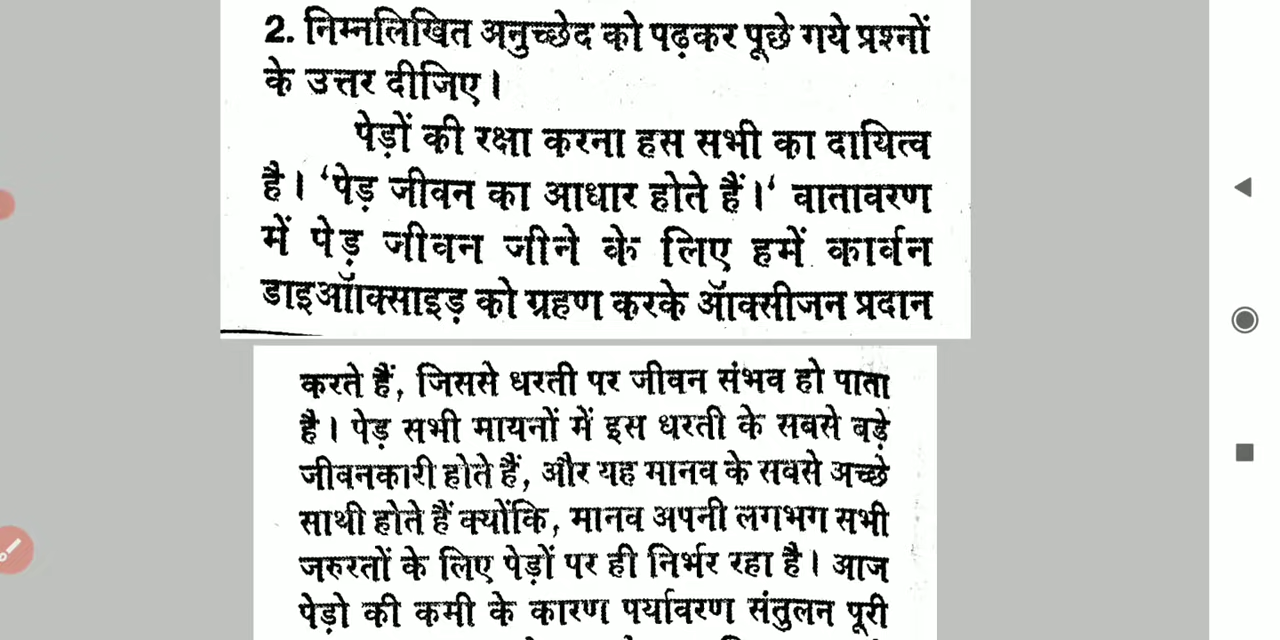 2. निम्नलिखित अनुच्छेद को पढ़कर पूछे गये प्रश्नों
के उत्तर दीजिए।
पेड़ों की रक्षा करना हस सभी का दायित्व
है। ‘पेड़ जीवन का आधार होते हैं।‘ वातावरण
में पेड़ जीवन जीने के लिए हमें कार्वन
डाइऑक्साइड़ को ग्रहण करके ऑक्सीजन प्रदान
करते हैं, जिससे धरती पर जीवन संभव हो पाता
है। पेड़ सभी मायनों में इस धरती के सबसे बड़े
जीवनकारी होते हैं, और यह मानव के सबसे अच्छे
साथी होते हैं क्योंकि, मानव अपनी लगभग सभी
जरुरतों के लिए पेड़ों पर ही निर्भर रहा है। आज
पेड़ो की कमी के कारण पर्यावरण संतुलन पूरी